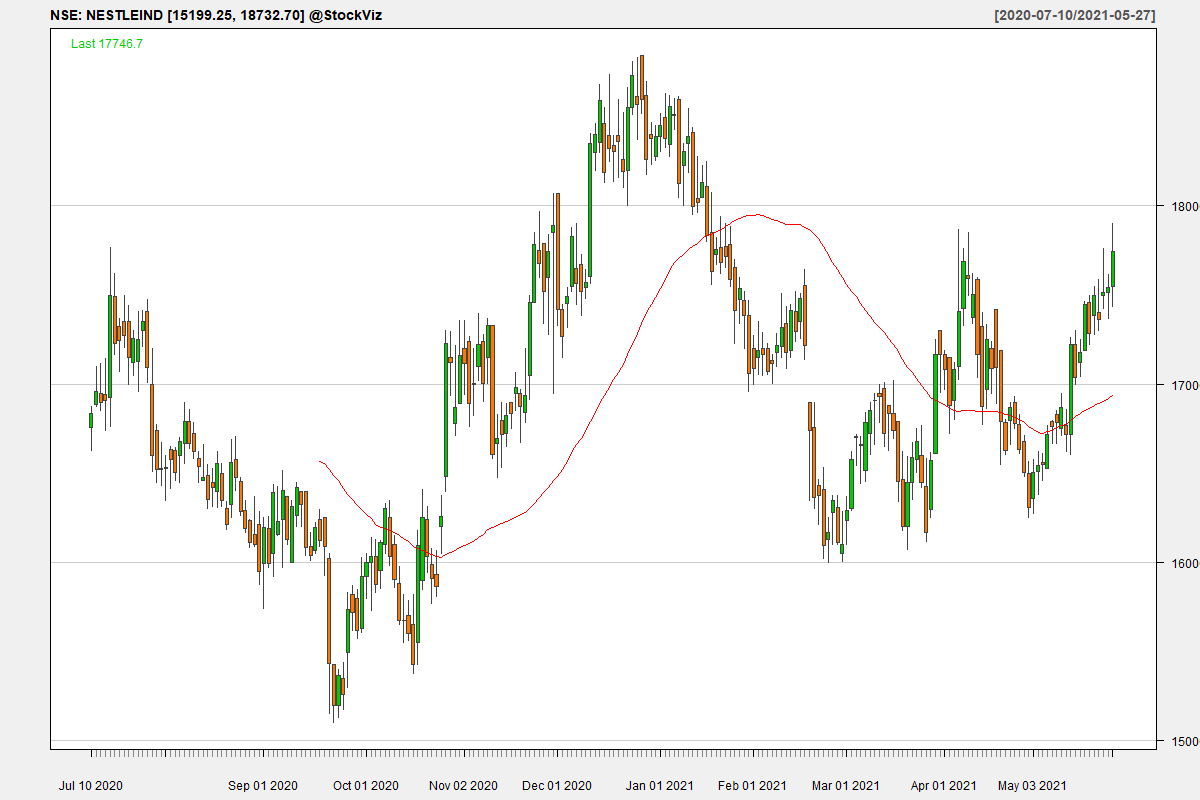 NSE: NESTLEIND [15199.25, 18732.70] @StockViz
[2020-07-10/2021-05-27]
Last 17746.7
1800
1700
1600
1500
Jul 10 2020
Sep 01 2020
Oct 01 2020
Nov 02 2020
Dec 01 2020
Jan 01 2021
Feb 01 2021
Mar 01 2021
Apr 01 2021
May 03 2021